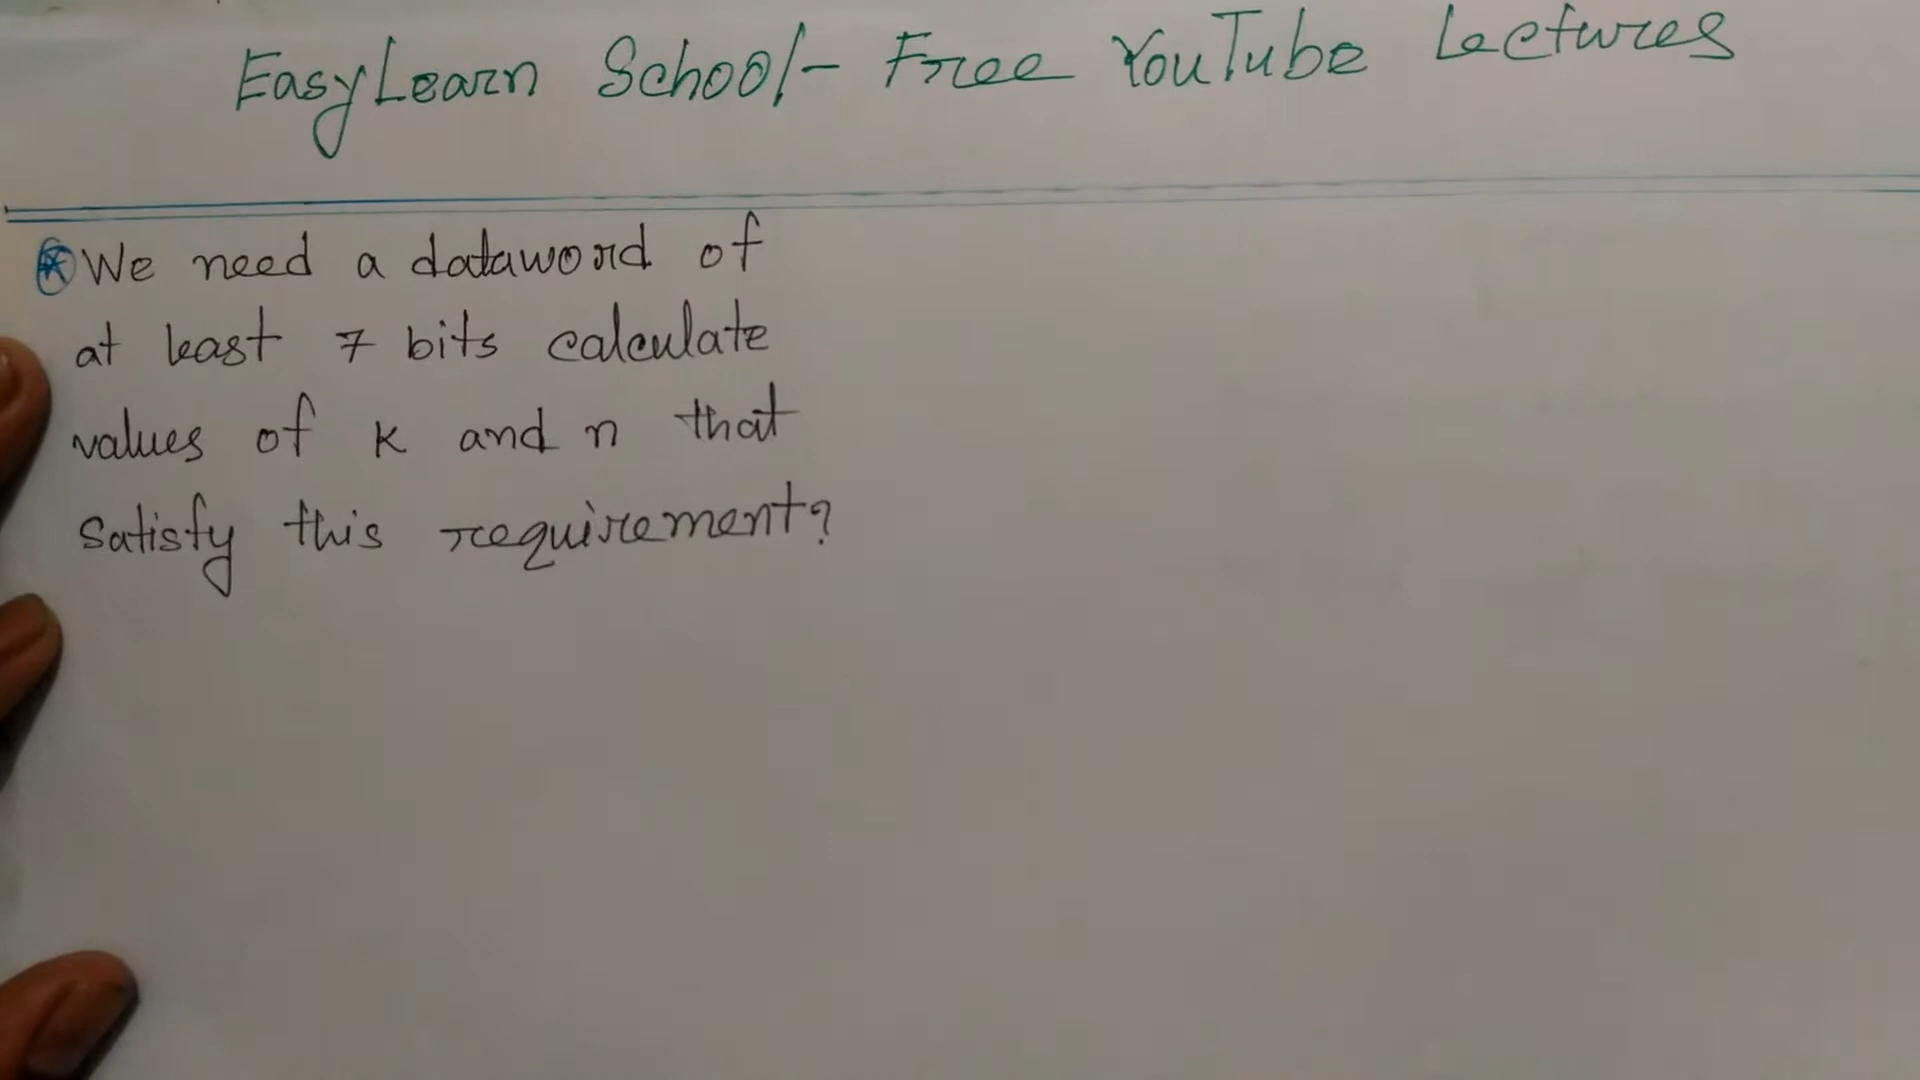 EasyLearn School- Free YouTube Lectures
We need a dataword of
at least 7 bits calculate
values of k and n that
satisfy this requirement?